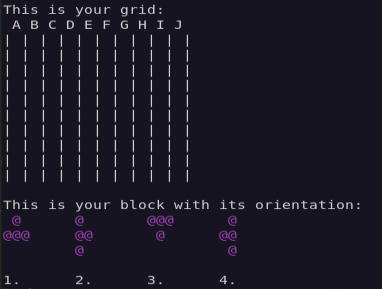 This is your grid:
 A B C D E F G H I J
| | | | | | | | | | |
| | | | | | | | | | |
| | | | | | | | | | |
| | | | | | | | | | |
| | | | | | | | | | |
| | | | | | | | | | |
| | | | | | | | | | |
| | | | | | | | | | |
| | | | | | | | | | |
| | | | | | | | | | |

This is your block with its orientation:
 @      @       @@@      @
@@@     @@       @      @@
        @                @

1.      2.      3.      4.